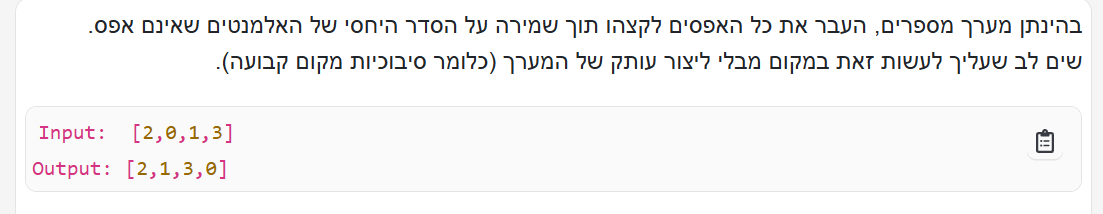 בהינתן מערך מספרים, העבר את כל האפסים לקצהו תוך שמירה על הסדר היחסי של האלמנטים שאינם אפס.
שים לב שעליך לעשות זאת במקום מבלי ליצור עותק של המערך (כלומר סיבוכיות מקום קבועה).
Input:  [2,0,1,3]
Output: [2,1,3,0]